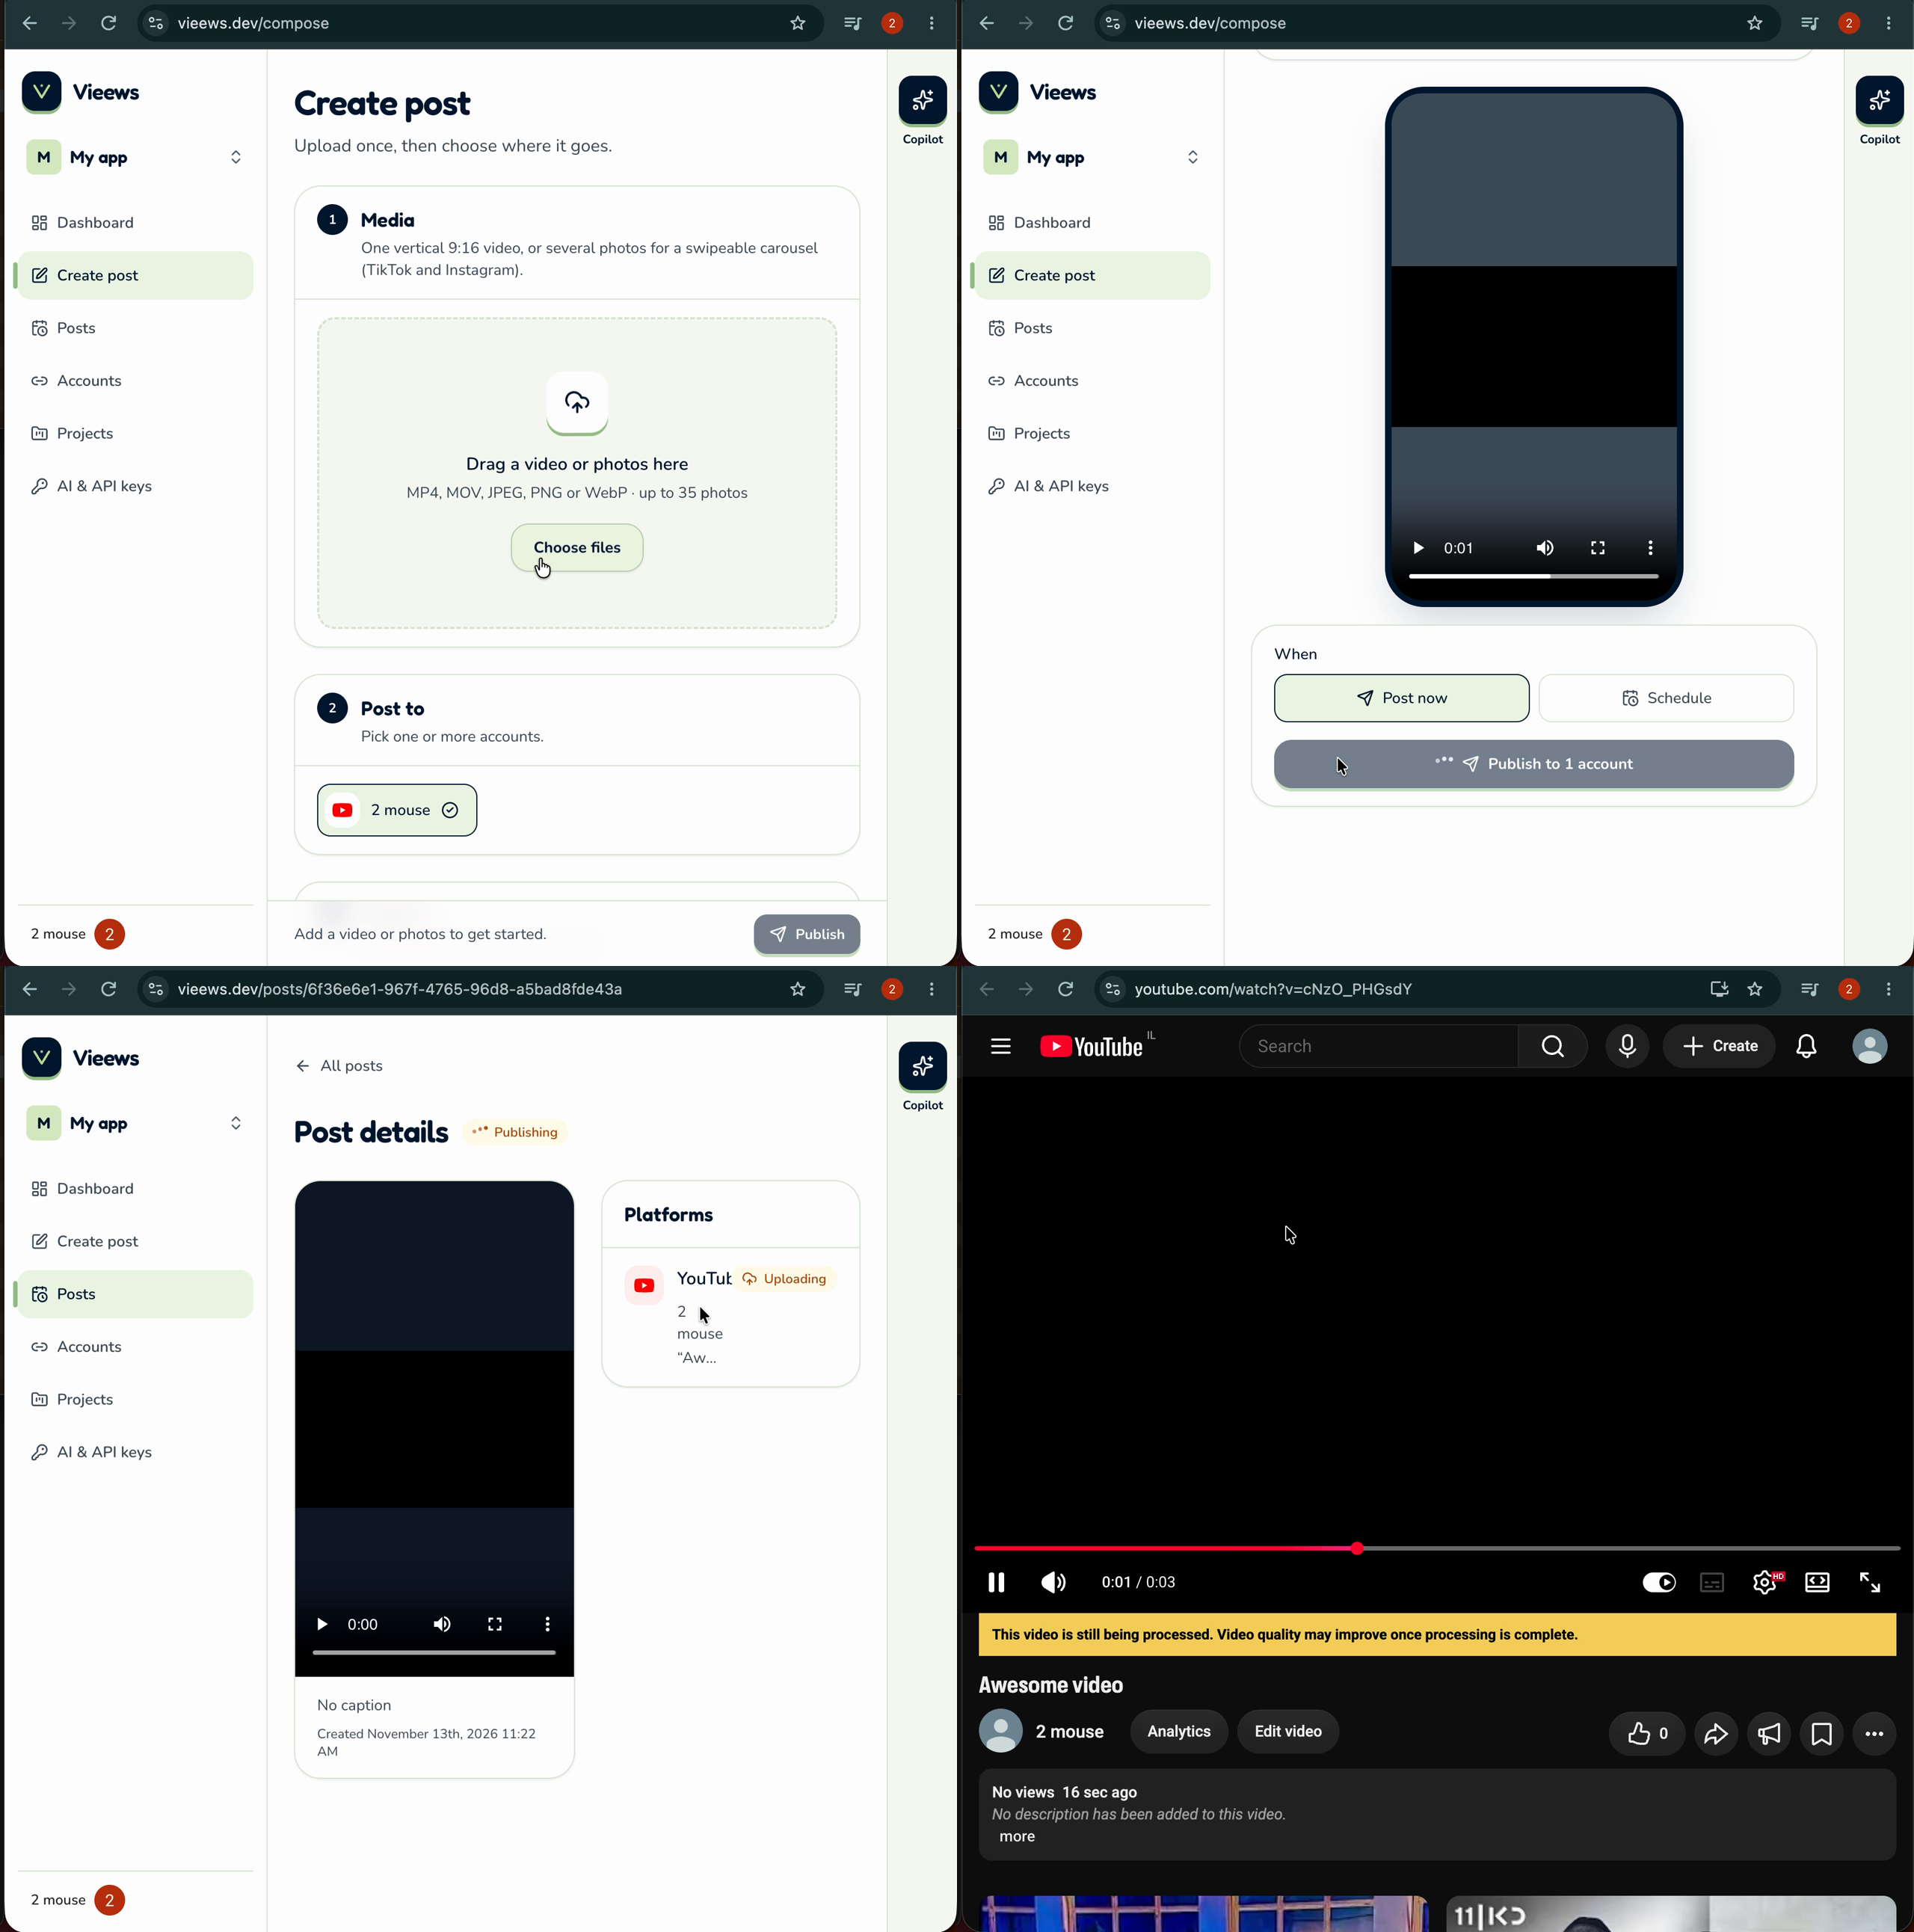 vieews.dev/compose
2
Vieews
M My app
Dashboard
Create post
Posts
Accounts
Projects
AI & API keys
2 mouse 2
Create post
Upload once, then choose where it goes.
1 Media
One vertical 9:16 video, or several photos for a swipeable carousel
(TikTok and Instagram).
Drag a video or photos here
MP4, MOV, JPEG, PNG or WebP · up to 35 photos
Choose files
2 Post to
Pick one or more accounts.
2 mouse
Add a video or photos to get started.
Publish
Copilot
vieews.dev/compose
2
Vieews
M My app
Dashboard
Create post
Posts
Accounts
Projects
AI & API keys
2 mouse 2
0:01
When
Post now
Schedule
Publish to 1 account
Copilot
vieews.dev/posts/6f36e6e1-967f-4765-96d8-a5bad8fde43a
2
Vieews
M My app
Dashboard
Create post
Posts
Accounts
Projects
AI & API keys
2 mouse 2
All posts
Post details
Publishing
0:00
No caption
Created November 13th, 2026 11:22
AM
Platforms
YouTub
Uploading
2
mouse
“Aw...
Copilot
youtube.com/watch?v=cNzO_PHGsdY
2
YouTube IL
Search
Create
0:01 / 0:03
HD
This video is still being processed. Video quality may improve once processing is complete.
Awesome video
2 mouse
Analytics
Edit video
0
No views 16 sec ago
No description has been added to this video.
more
11